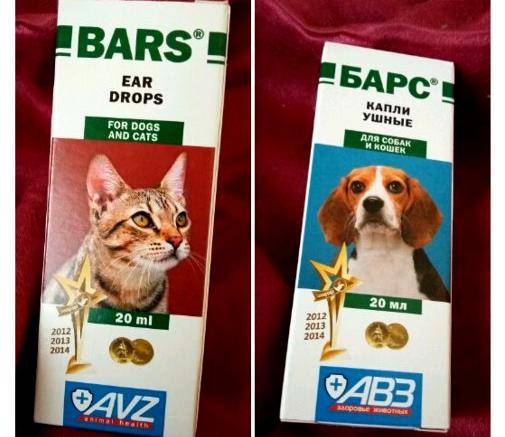 BARS®
EAR
DROPS
FOR DOGS
AND CATS
20 ml
2012
2013
2014
AVZ
animal health
БАРС®
КАПЛИ
УШНЫЕ
ДЛЯ СОБАК
И КОШЕК
20 мл
2012
2013
2014
АВЗ
здоровье животных